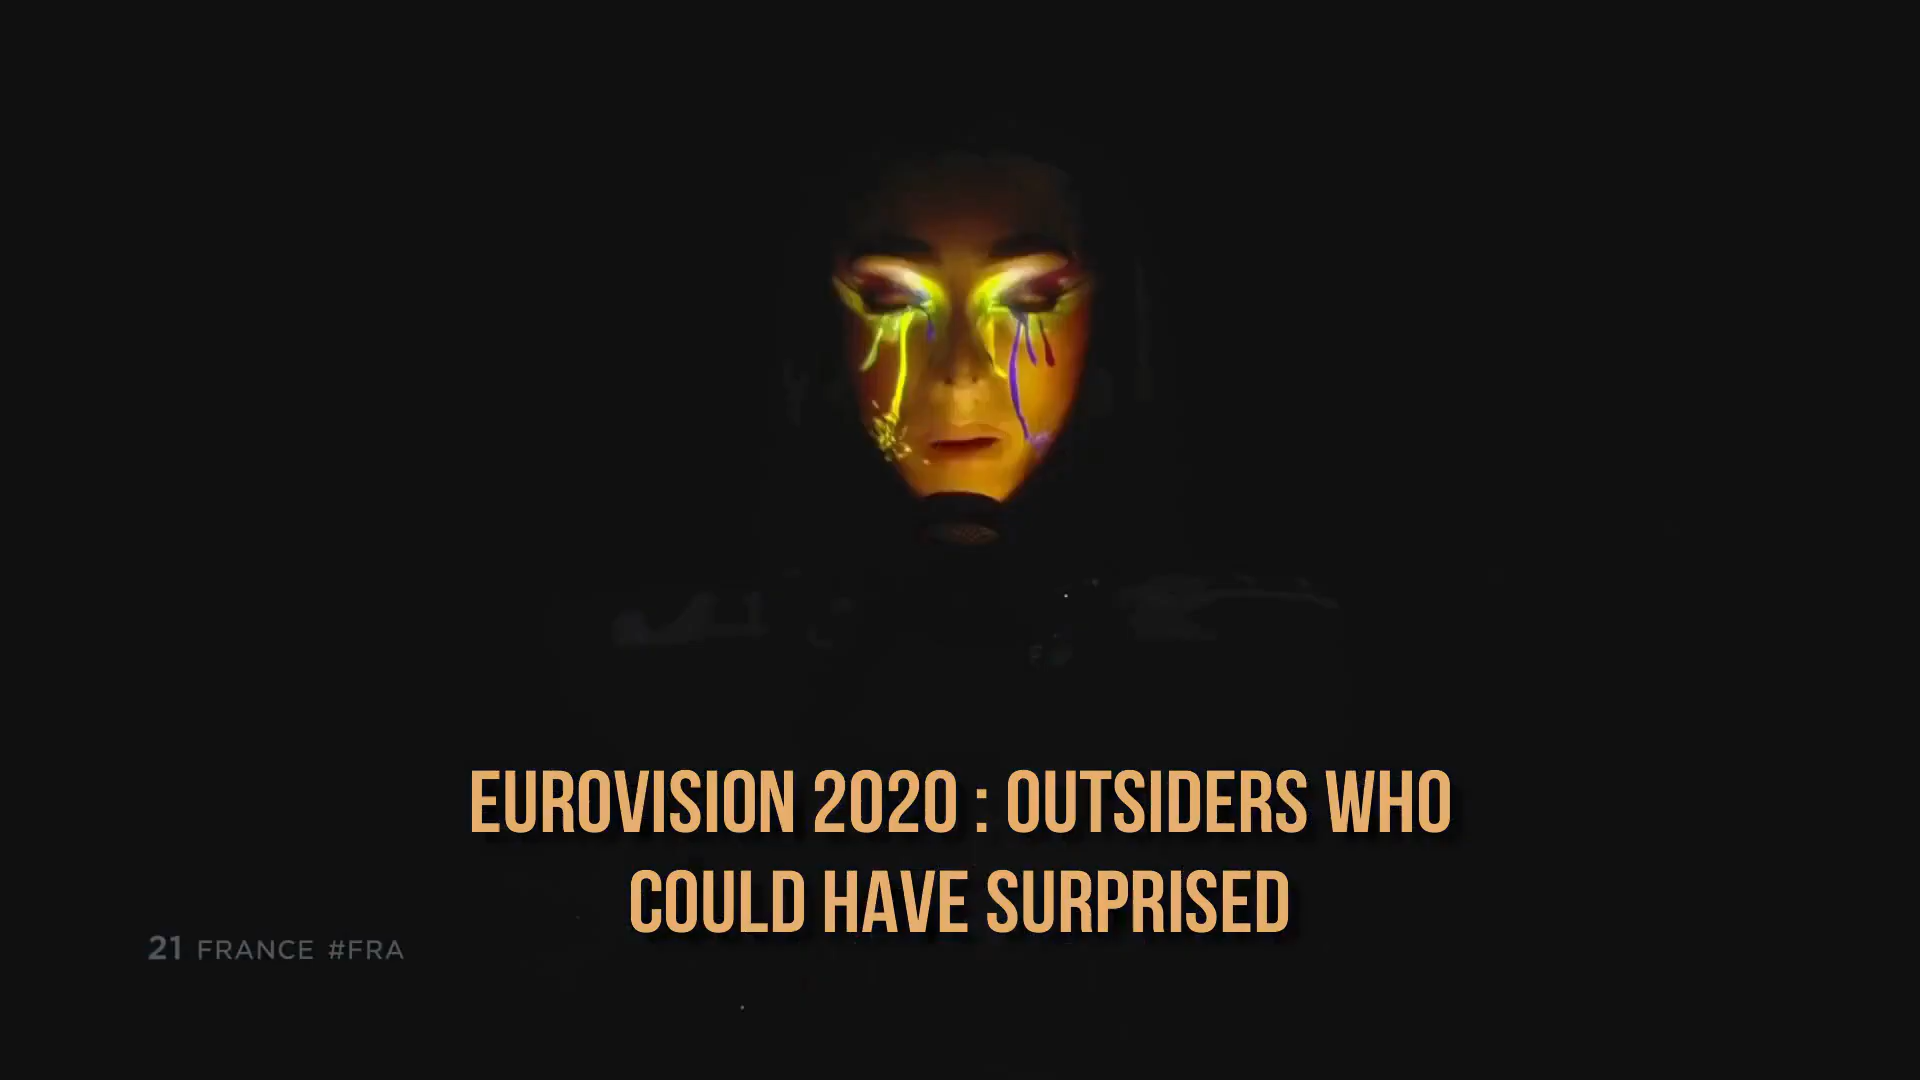 EUROVISION 2020 : OUTSIDERS WHO
COULD HAVE SURPRISED
21 FRANCE #FRA